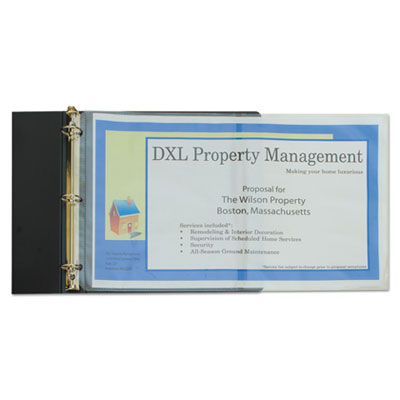 DXL Property Management
Making your home luxurious
Proposal for
The Wilson Property
Boston, Massachusetts
Services included*:
• Remodeling & Interior Decoration
• Supervision of Scheduled Home Services
• Security
• All-Season Ground Maintenance